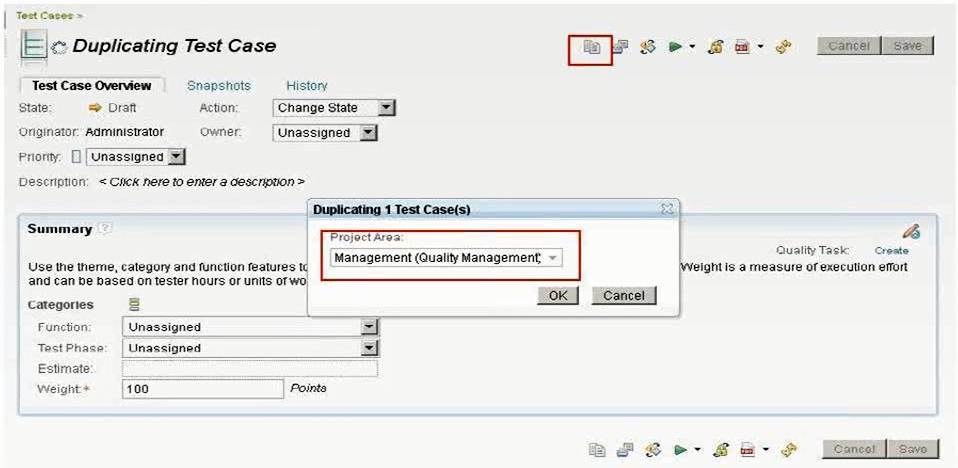 Test Cases >
Duplicating Test Case
Cancel Save
Test Case Overview Snapshots History
State: Draft Action: Change State
Originator: Administrator Owner: Unassigned
Priority: Unassigned
Description: < Click here to enter a description >
Duplicating 1 Test Case(s)
Project Area:
Management (Quality Management)
OK Cancel
Summary ?
Quality Task: Create
Use the theme, category and function features to Weight is a measure of execution effort
and can be based on tester hours or units of wo
Categories
Function: Unassigned
Test Phase: Unassigned
Estimate:
Weight:* 100 Points
Cancel Save